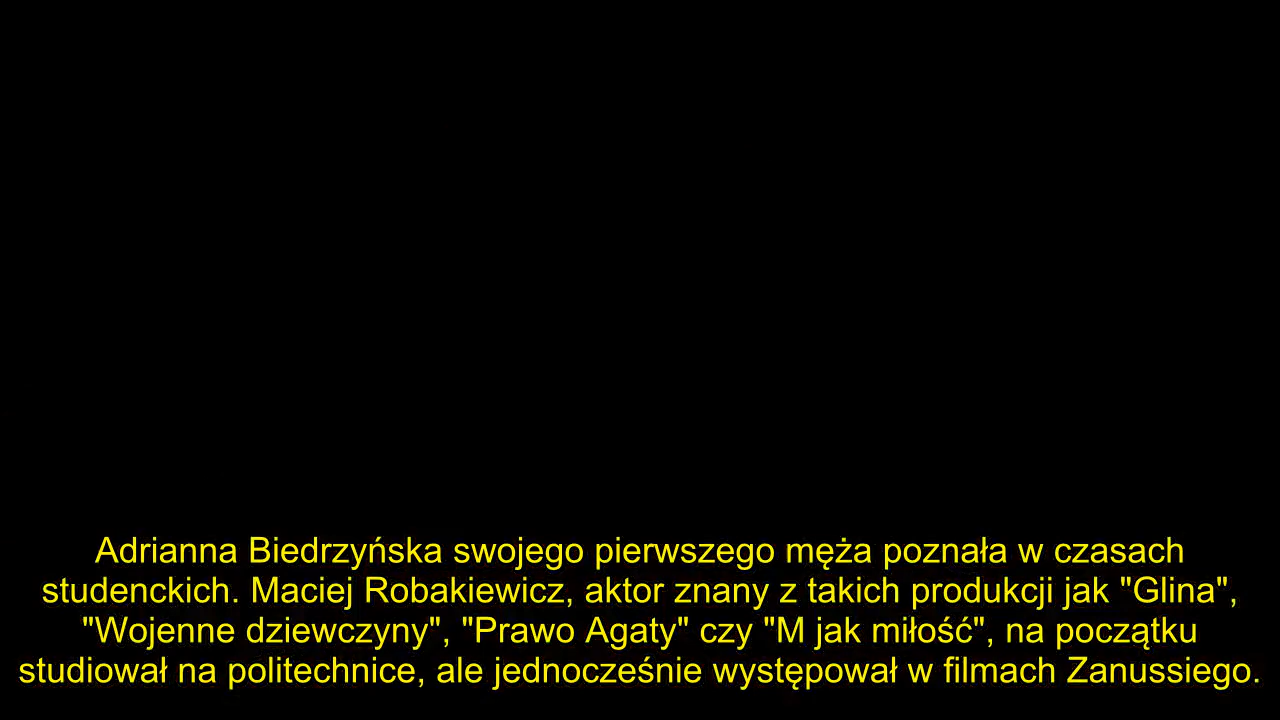 Adrianna Biedrzyńska swojego pierwszego męża poznała w czasach
studenckich. Maciej Robakiewicz, aktor znany z takich produkcji jak "Glina",
"Wojenne dziewczyny", "Prawo Agaty" czy "M jak miłość", na początku
studiował na politechnice, ale jednocześnie występował w filmach Zanussiego.